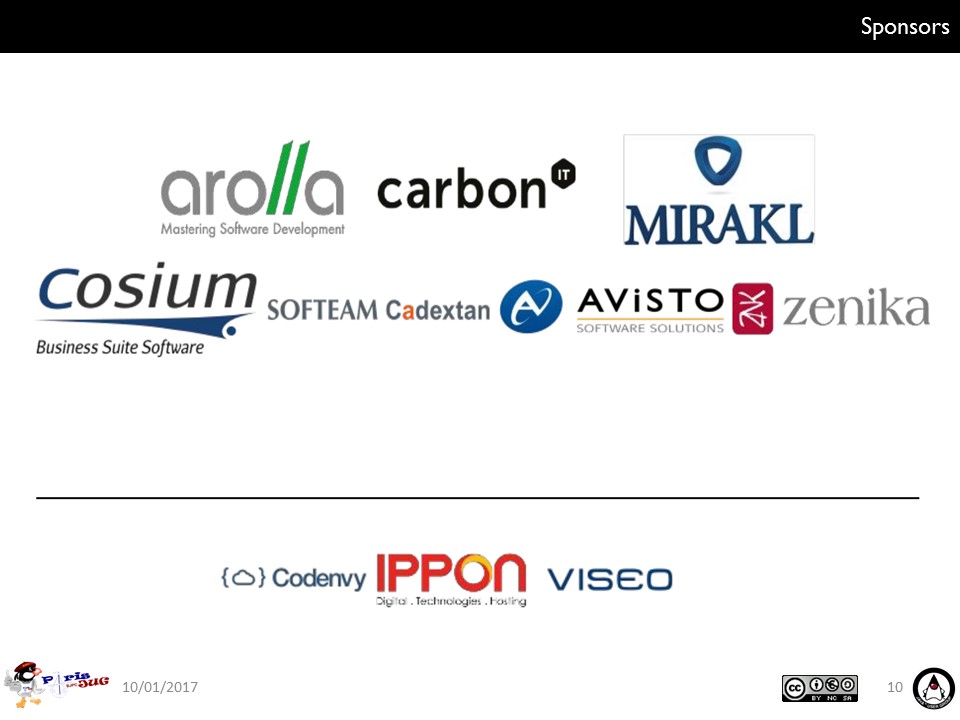 Sponsors
arolla
Mastering Software Development
carbon IT
MIRAKL
Cosium
Business Suite Software
SOFTEAM Cadextan
AViSTO
SOFTWARE SOLUTIONS
zenika
{ } Codenvy
IPPON
Digital . Technologies . Hosting
VISEO
Paris JUG
10/01/2017
cc
BY NC SA
10